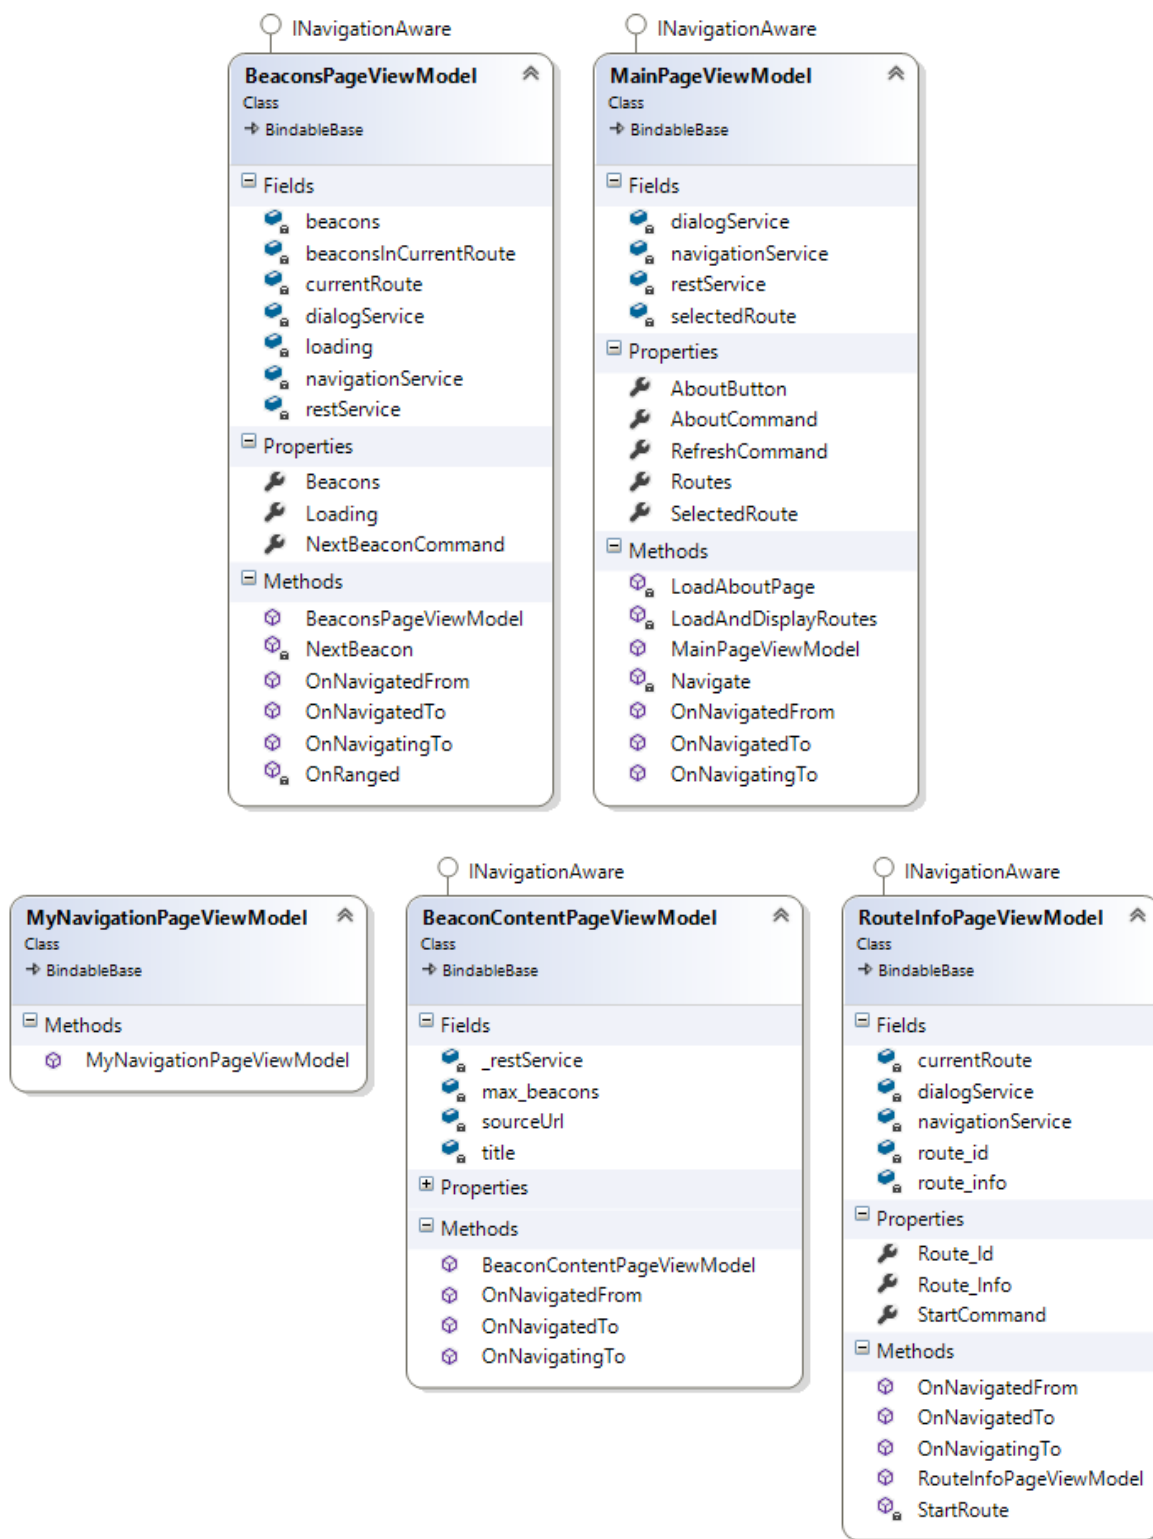 INavigationAware
BeaconsPageViewModel
Class
BindableBase
Fields
beacons
beaconsInCurrentRoute
currentRoute
dialogService
loading
navigationService
restService
Properties
Beacons
Loading
NextBeaconCommand
Methods
BeaconsPageViewModel
NextBeacon
OnNavigatedFrom
OnNavigatedTo
OnNavigatingTo
OnRanged
INavigationAware
MainPageViewModel
Class
BindableBase
Fields
dialogService
navigationService
restService
selectedRoute
Properties
AboutButton
AboutCommand
RefreshCommand
Routes
SelectedRoute
Methods
LoadAboutPage
LoadAndDisplayRoutes
MainPageViewModel
Navigate
OnNavigatedFrom
OnNavigatedTo
OnNavigatingTo
MyNavigationPageViewModel
Class
BindableBase
Methods
MyNavigationPageViewModel
INavigationAware
BeaconContentPageViewModel
Class
BindableBase
Fields
_restService
max_beacons
sourceUrl
title
Properties
Methods
BeaconContentPageViewModel
OnNavigatedFrom
OnNavigatedTo
OnNavigatingTo
INavigationAware
RouteInfoPageViewModel
Class
BindableBase
Fields
currentRoute
dialogService
navigationService
route_id
route_info
Properties
Route_Id
Route_Info
StartCommand
Methods
OnNavigatedFrom
OnNavigatedTo
OnNavigatingTo
RouteInfoPageViewModel
StartRoute